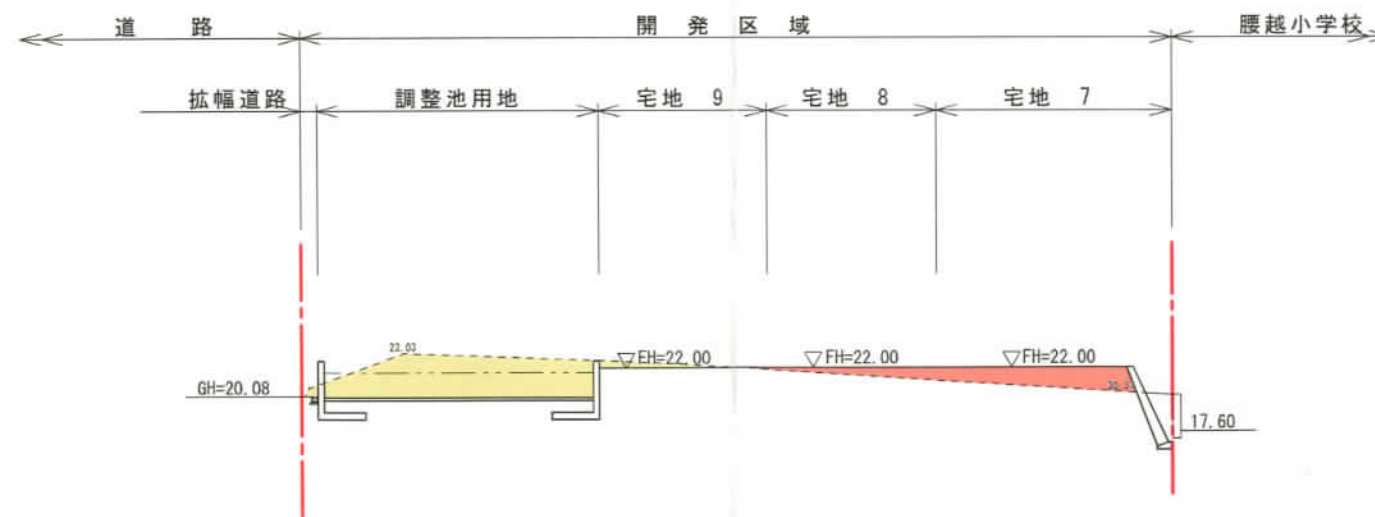 道路 開発区域 腰越小学校
拡幅道路 調整池用地 宅地 9 宅地 8 宅地 7
22.03
EH=22.00 FH=22.00 FH=22.00
GH=20.08
17.60